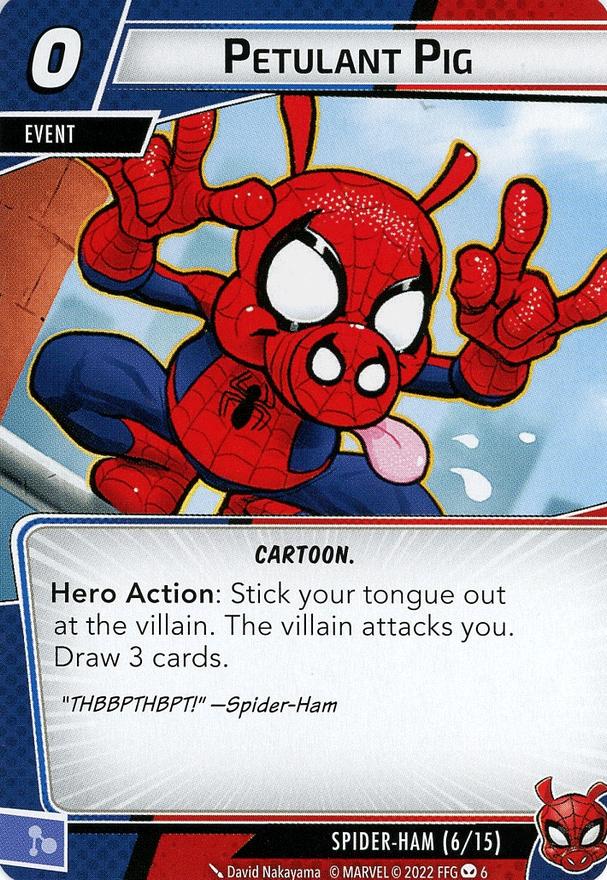 0
PETULANT PIG
EVENT
CARTOON.
Hero Action: Stick your tongue out
at the villain. The villain attacks you.
Draw 3 cards.
"THBBPTHBPT!" —Spider-Ham
SPIDER-HAM (6/15)
David Nakayama © MARVEL © 2022 FFG 6